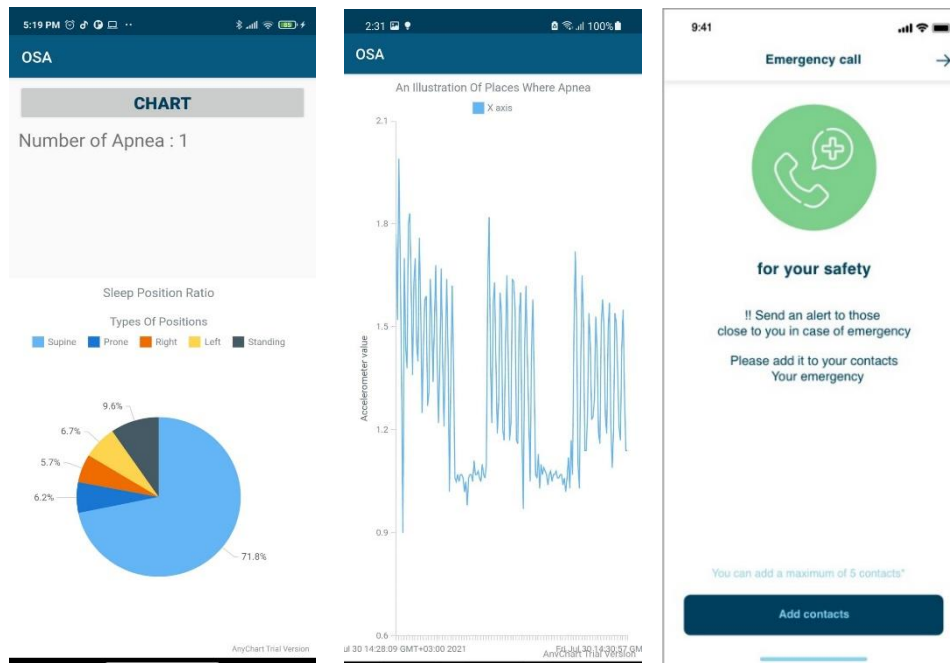 5:19 PM
85
OSA
CHART
Number of Apnea : 1
Sleep Position Ratio
Types Of Positions
Supine Prone Right Left Standing
9.6%
6.7%
5.7%
6.2%
71.8%
AnyChart Trial Version
2:31
100%
OSA
An Illustration Of Places Where Apnea
X axis
2.1
1.8
1.5
1.2
0.9
0.6
Accelerometer value
ul 30 14:28:09 GMT+03:00 2021
Fri Jul 30 14:30:57 GM
AnyChart Trial Version
9:41
Emergency call
for your safety
!! Send an alert to those
close to you in case of emergency
Please add it to your contacts
Your emergency
You can add a maximum of 5 contacts*
Add contacts